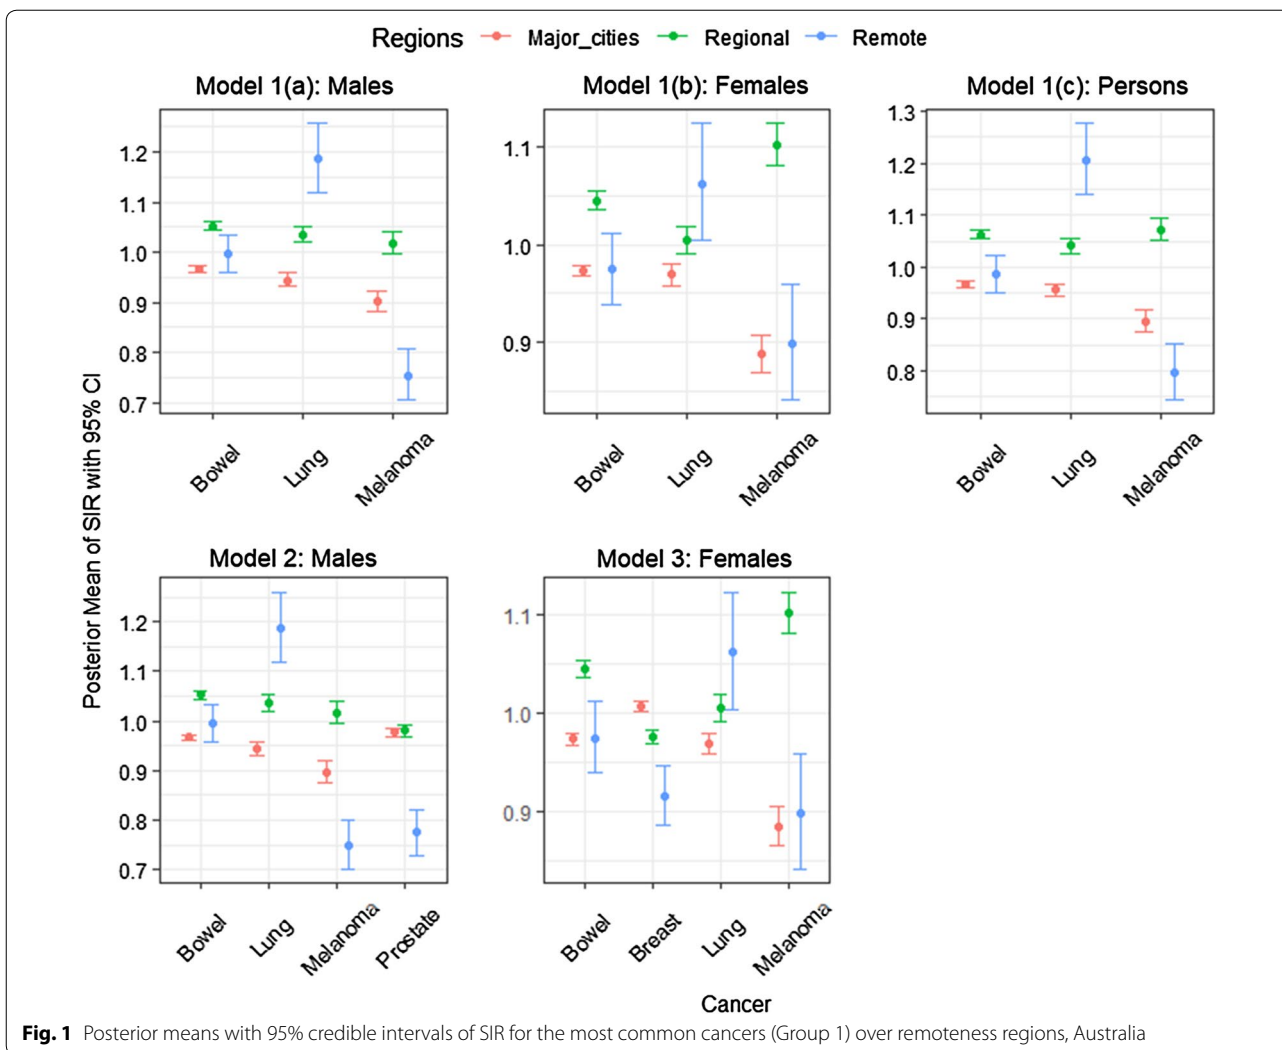 Regions Major_cities Regional Remote
Model 1(a): Males
Model 1(b): Females
Model 1(c): Persons
Posterior Mean of SIR with 95% CI
1.2
1.1
1.0
0.9
0.8
0.7
Bowel
Lung
Melanoma
1.1
1.0
0.9
Bowel
Lung
Melanoma
1.3
1.2
1.1
1.0
0.9
0.8
Bowel
Lung
Melanoma
Model 2: Males
Model 3: Females
1.2
1.1
1.0
0.9
0.8
0.7
Bowel
Lung
Melanoma
Prostate
1.1
1.0
0.9
Bowel
Breast
Lung
Melanoma
Cancer
Fig. 1 Posterior means with 95% credible intervals of SIR for the most common cancers (Group 1) over remoteness regions, Australia